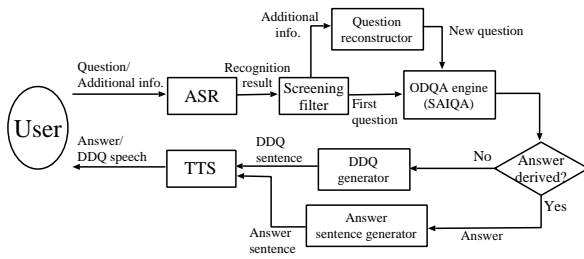 Additional
info.
Question
reconstructor
New question
Question/
Additional info.
Recognition
result
ASR
Screening
filter
First
question
ODQA engine
(SAIQA)
User
Answer/
DDQ speech
TTS
DDQ
sentence
DDQ
generator
No
Answer
derived?
Yes
Answer
sentence
Answer
sentence generator
Answer